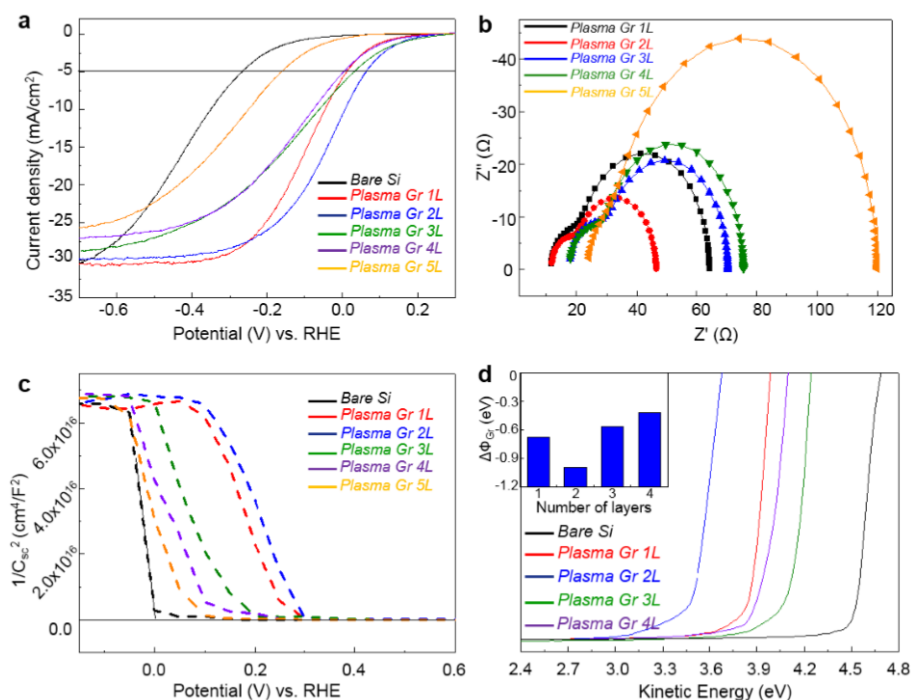 a
0
-5
-10
-15
-20
-25
-30
-35
Current density (mA/cm²)
Bare Si
Plasma Gr 1L
Plasma Gr 2L
Plasma Gr 3L
Plasma Gr 4L
Plasma Gr 5L
-0.6 -0.4 -0.2 0.0 0.2
Potential (V) vs. RHE
b
Plasma Gr 1L
Plasma Gr 2L
Plasma Gr 3L
Plasma Gr 4L
Plasma Gr 5L
-40
-30
-20
-10
0
Z'' (Ω)
20 40 60 80 100 120
Z' (Ω)
c
Bare Si
Plasma Gr 1L
Plasma Gr 2L
Plasma Gr 3L
Plasma Gr 4L
Plasma Gr 5L
6.0X10¹⁶
4.0X10¹⁶
2.0X10¹⁶
0.0
1/C_SC² (cm⁴/F²)
0.0 0.2 0.4 0.6
Potential (V) vs. RHE
d
0
-0.3
-0.6
-0.9
-1.2
ΔΦ_Gr (eV)
1 2 3 4
Number of layers
Bare Si
Plasma Gr 1L
Plasma Gr 2L
Plasma Gr 3L
Plasma Gr 4L
2.4 2.7 3.0 3.3 3.6 3.9 4.2 4.5 4.8
Kinetic Energy (eV)